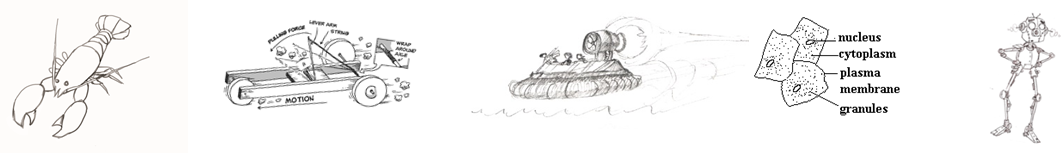 PULLING FORCE
LEVER ARM
STRING
WRAP
AROUND
AXLE
MOTION
nucleus
cytoplasm
plasma
membrane
granules